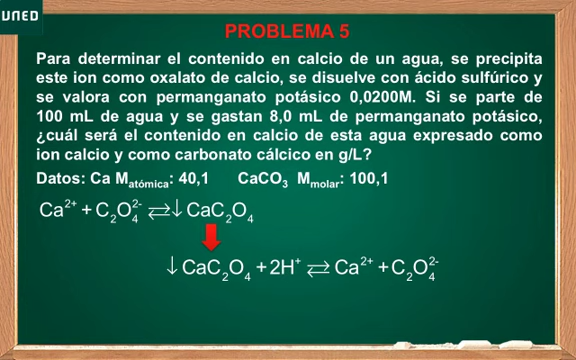 UNED
PROBLEMA 5
Para determinar el contenido en calcio de un agua, se precipita
este ion como oxalato de calcio, se disuelve con ácido sulfúrico y
se valora con permanganato potásico 0,0200M. Si se parte de
100 mL de agua y se gastan 8,0 mL de permanganato potásico,
¿cuál será el contenido en calcio de esta agua expresado como
ion calcio y como carbonato cálcico en g/L?
Datos: Ca Matómica: 40,1 CaCO3 Mmolar: 100,1
Ca2+ + C2O42- ⇄ ↓ CaC2O4
↓ CaC2O4 + 2H+ ⇄ Ca2+ + C2O42-